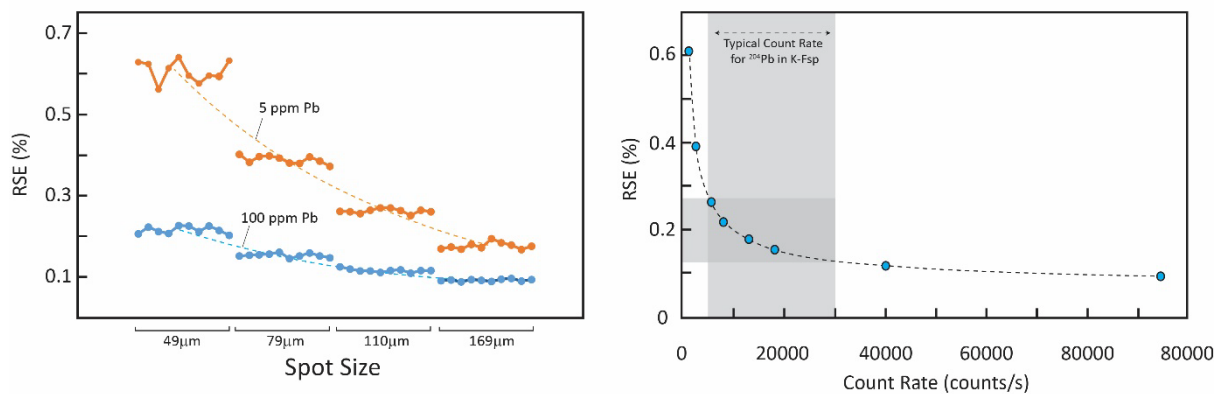 0.7
0.5
0.3
0.1
RSE (%)
5 ppm Pb
100 ppm Pb
49µm
79µm
110µm
169µm
Spot Size
0.6
0.4
0.2
0
RSE (%)
Typical Count Rate
for ²⁰⁴Pb in K-Fsp
0
20000
40000
60000
80000
80000
Count Rate (counts/s)